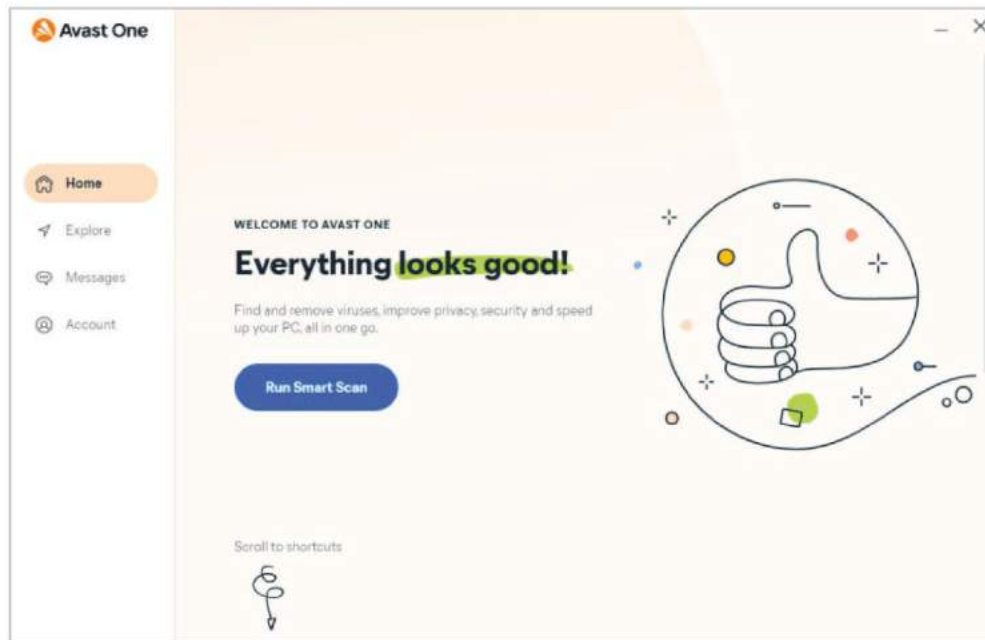 Avast One
Home
Explore
Messages
Account
WELCOME TO AVAST ONE
Everything looks good!
Find and remove viruses, improve privacy, security and speed
up your PC, all in one go.
Run Smart Scan
Scroll to shortcuts